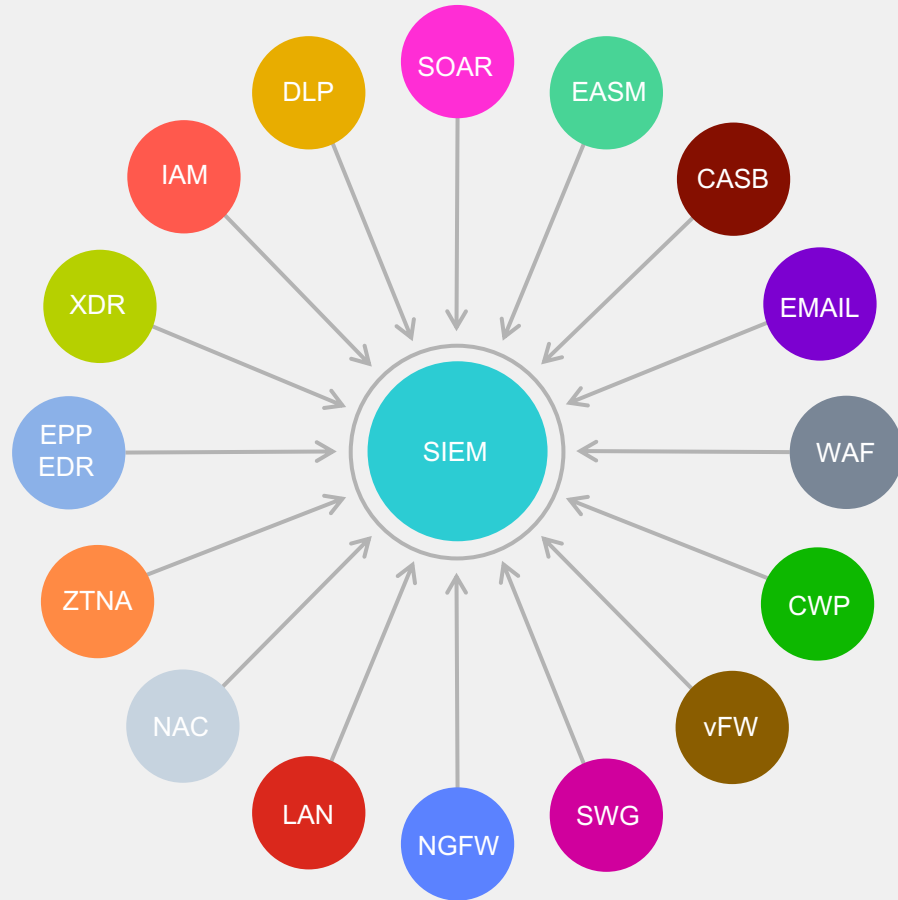 SOAR
DLP
EASM
IAM
CASB
XDR
EMAIL
EPP
EDR
SIEM
WAF
ZTNA
CWP
NAC
vFW
LAN
SWG
NGFW